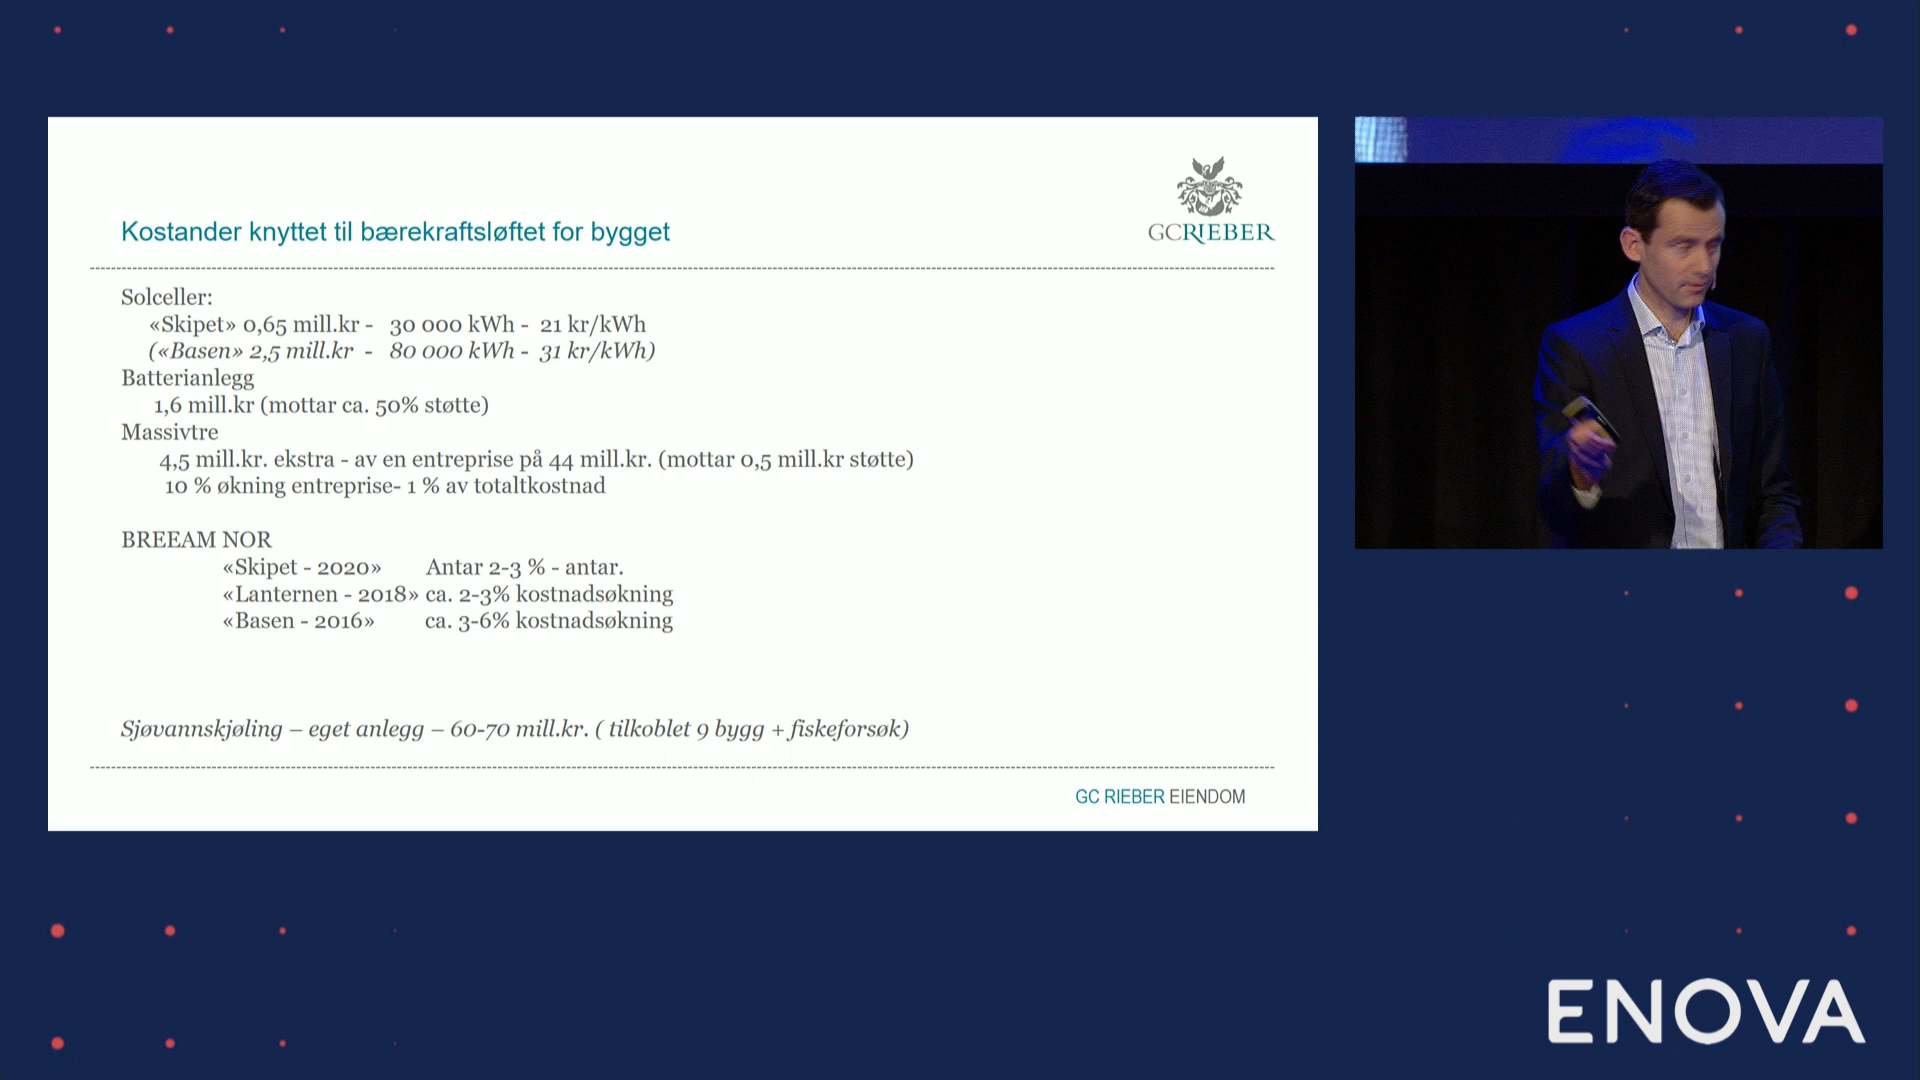 GCRIEBER
Kostander knyttet til bærekraftsløftet for bygget
Solceller:
«Skipet» 0,65 mill.kr - 30 000 kWh - 21 kr/kWh
(«Basen» 2,5 mill.kr - 80 000 kWh - 31 kr/kWh)
Batterianlegg
1,6 mill.kr (mottar ca. 50% støtte)
Massivtre
4,5 mill.kr. ekstra - av en entreprise på 44 mill.kr. (mottar 0,5 mill.kr støtte)
10 % økning entreprise- 1 % av totaltkostnad
BREEAM NOR
«Skipet - 2020» Antar 2-3 % - antar.
«Lanternen - 2018» ca. 2-3% kostnadsøkning
«Basen - 2016» ca. 3-6% kostnadsøkning
Sjøvannskjøling – eget anlegg – 60-70 mill.kr. ( tilkoblet 9 bygg + fiskeforsøk)
GC RIEBER EIENDOM
ENOVA